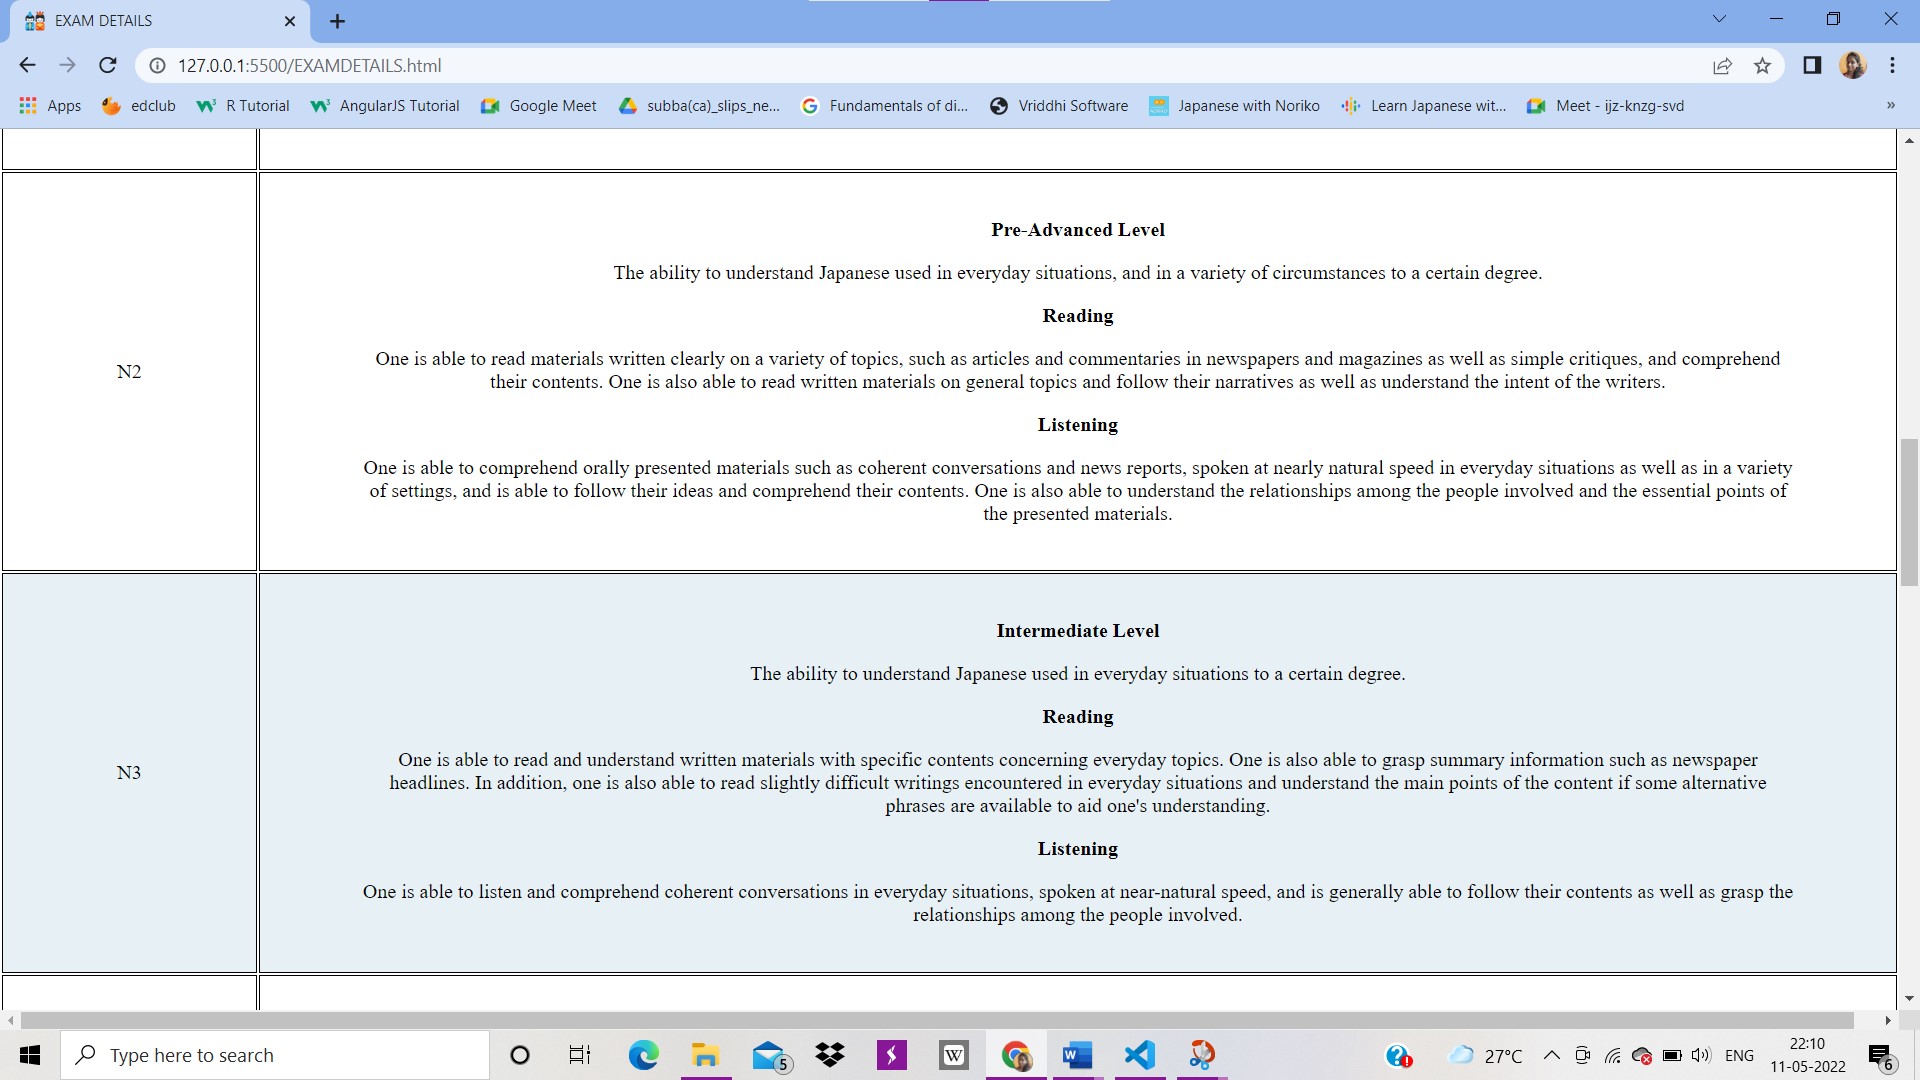 EXAM DETAILS
127.0.0.1:5500/EXAMDETAILS.html
Apps
edclub
R Tutorial
AngularJS Tutorial
Google Meet
subba(ca)_slips_ne...
Fundamentals of di...
Vriddhi Software
Japanese with Noriko
Learn Japanese wit...
Meet - ijz-knzg-svd
»
N2
Pre-Advanced Level
The ability to understand Japanese used in everyday situations, and in a variety of circumstances to a certain degree.
Reading
One is able to read materials written clearly on a variety of topics, such as articles and commentaries in newspapers and magazines as well as simple critiques, and comprehend
their contents. One is also able to read written materials on general topics and follow their narratives as well as understand the intent of the writers.
Listening
One is able to comprehend orally presented materials such as coherent conversations and news reports, spoken at nearly natural speed in everyday situations as well as in a variety
of settings, and is able to follow their ideas and comprehend their contents. One is also able to understand the relationships among the people involved and the essential points of
the presented materials.
N3
Intermediate Level
The ability to understand Japanese used in everyday situations to a certain degree.
Reading
One is able to read and understand written materials with specific contents concerning everyday topics. One is also able to grasp summary information such as newspaper
headlines. In addition, one is also able to read slightly difficult writings encountered in everyday situations and understand the main points of the content if some alternative
phrases are available to aid one's understanding.
Listening
One is able to listen and comprehend coherent conversations in everyday situations, spoken at near-natural speed, and is generally able to follow their contents as well as grasp the
relationships among the people involved.
Type here to search
5
27°C
ENG
22:10
11-05-2022
6